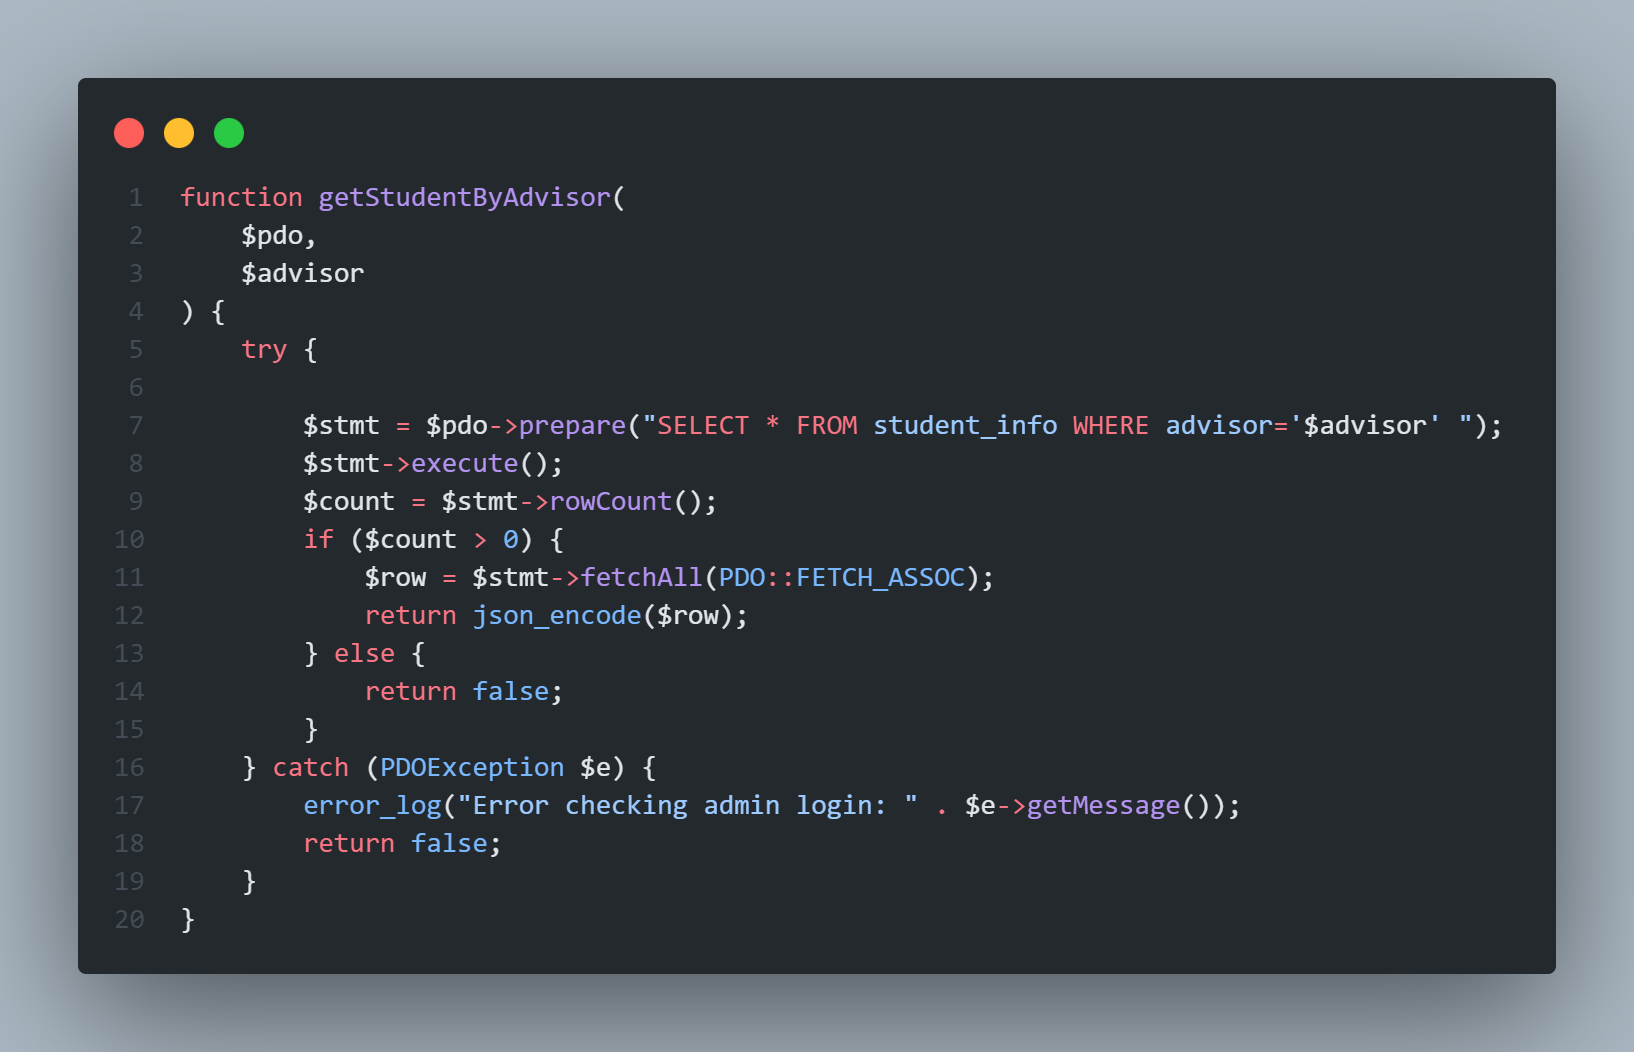 1 function getStudentByAdvisor(
2     $pdo,
3     $advisor
4 ) {
5     try {
6
7         $stmt = $pdo->prepare("SELECT * FROM student_info WHERE advisor='$advisor' ");
8         $stmt->execute();
9         $count = $stmt->rowCount();
10         if ($count > 0) {
11             $row = $stmt->fetchAll(PDO::FETCH_ASSOC);
12             return json_encode($row);
13         } else {
14             return false;
15         }
16     } catch (PDOException $e) {
17         error_log("Error checking admin login: " . $e->getMessage());
18         return false;
19     }
20 }